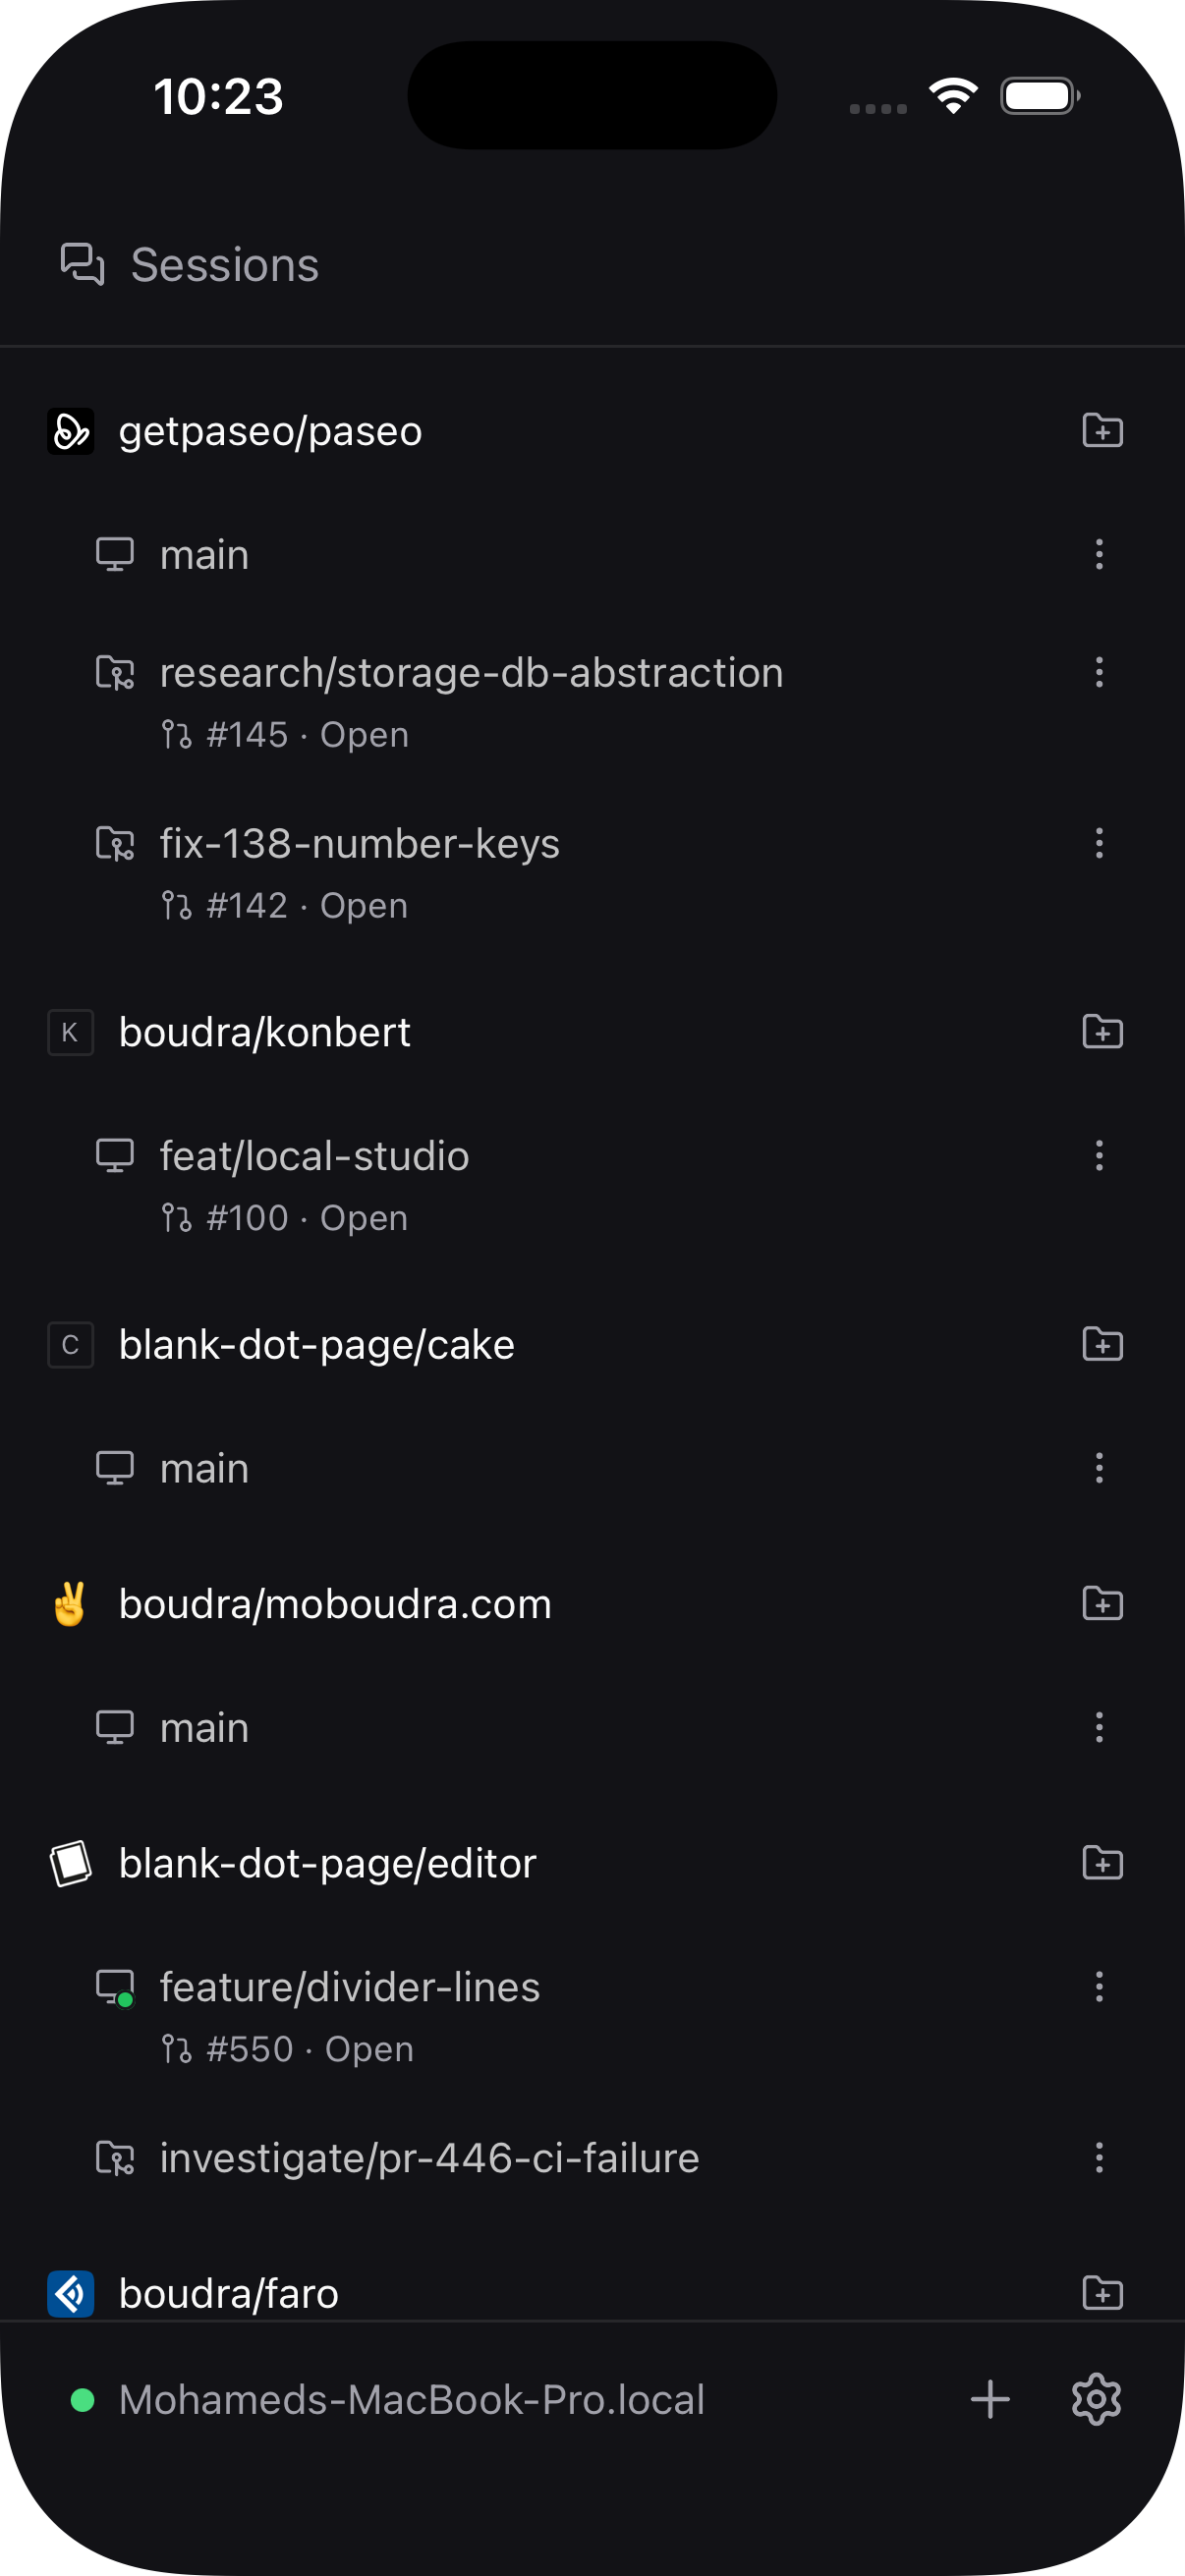 10:23
Sessions
getpaseo/paseo
main
research/storage-db-abstraction
#145 · Open
fix-138-number-keys
#142 · Open
K boudra/konbert
feat/local-studio
#100 · Open
C blank-dot-page/cake
main
✌️ boudra/moboudra.com
main
blank-dot-page/editor
feature/divider-lines
#550 · Open
investigate/pr-446-ci-failure
boudra/faro
Mohameds-MacBook-Pro.local